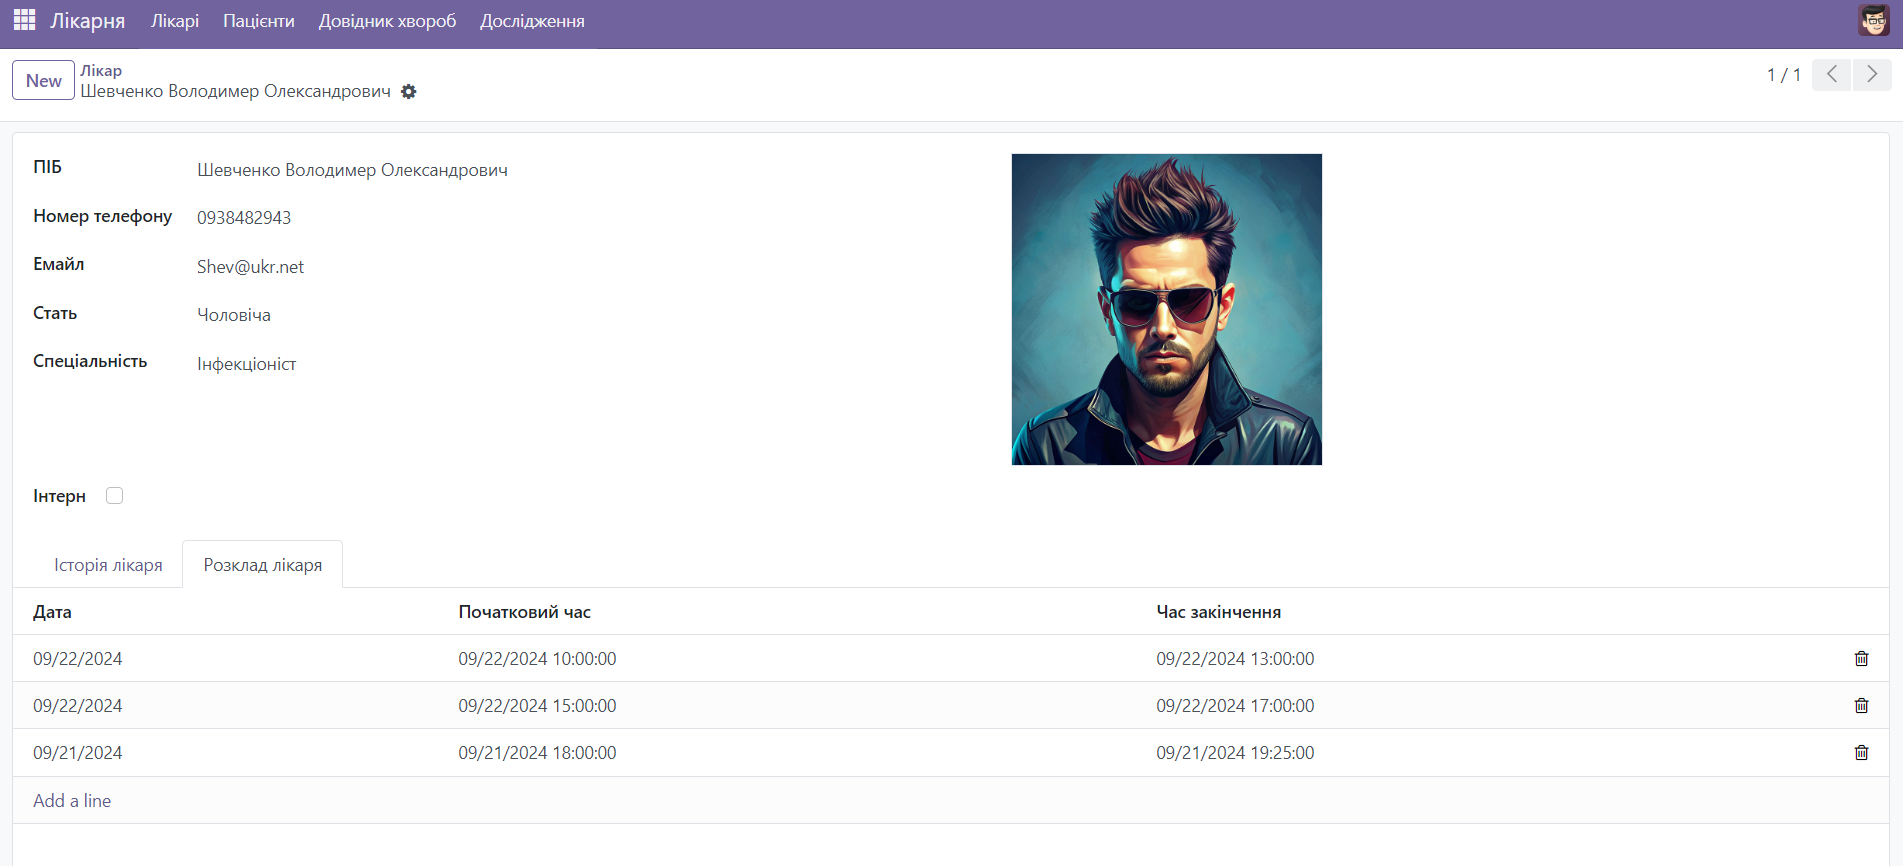 Лікарня Лікарі Пацієнти Довідник хвороб Дослідження
New
Лікар
Шевченко Володимер Олександрович
1 / 1
ПІБ Шевченко Володимер Олександрович
Номер телефону 0938482943
Емайл Shev@ukr.net
Стать Чоловіча
Спеціальність Інфекціоніст
Інтерн
Історія лікаря Розклад лікаря
Дата Початковий час Час закінчення
09/22/2024 09/22/2024 10:00:00 09/22/2024 13:00:00
09/22/2024 09/22/2024 15:00:00 09/22/2024 17:00:00
09/21/2024 09/21/2024 18:00:00 09/21/2024 19:25:00
Add a line